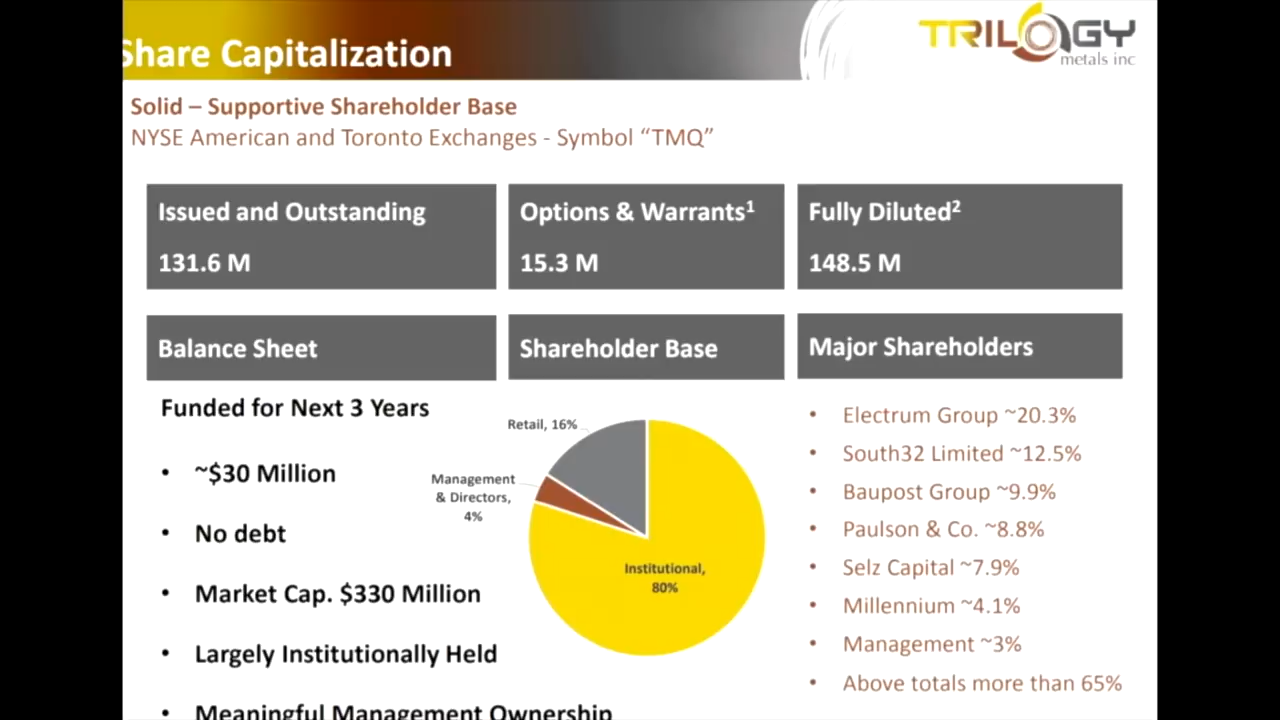 Share Capitalization
TRILOGY
metals inc
Solid – Supportive Shareholder Base
NYSE American and Toronto Exchanges - Symbol “TMQ”
Issued and Outstanding
131.6 M
Options & Warrants¹
15.3 M
Fully Diluted²
148.5 M
Balance Sheet
Funded for Next 3 Years
• ~$30 Million
• No debt
• Market Cap. $330 Million
• Largely Institutionally Held
• Meaningful Management Ownership
Shareholder Base
Retail, 16%
Management
& Directors,
4%
Institutional,
80%
Major Shareholders
• Electrum Group ~20.3%
• South32 Limited ~12.5%
• Baupost Group ~9.9%
• Paulson & Co. ~8.8%
• Selz Capital ~7.9%
• Millennium ~4.1%
• Management ~3%
• Above totals more than 65%